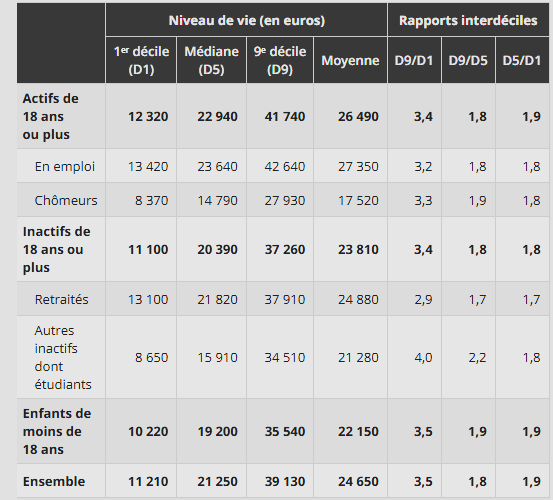 Niveau de vie (en euros) Rapports interdéciles
1er décile (D1) Médiane (D5) 9e décile (D9) Moyenne D9/D1 D9/D5 D5/D1
Actifs de 18 ans ou plus 12 320 22 940 41 740 26 490 3,4 1,8 1,9
En emploi 13 420 23 640 42 640 27 350 3,2 1,8 1,8
Chômeurs 8 370 14 790 27 930 17 520 3,3 1,9 1,8
Inactifs de 18 ans ou plus 11 100 20 390 37 260 23 810 3,4 1,8 1,8
Retraités 13 100 21 820 37 910 24 880 2,9 1,7 1,7
Autres inactifs dont étudiants 8 650 15 910 34 510 21 280 4,0 2,2 1,8
Enfants de moins de 18 ans 10 220 19 200 35 540 22 150 3,5 1,9 1,9
Ensemble 11 210 21 250 39 130 24 650 3,5 1,8 1,9